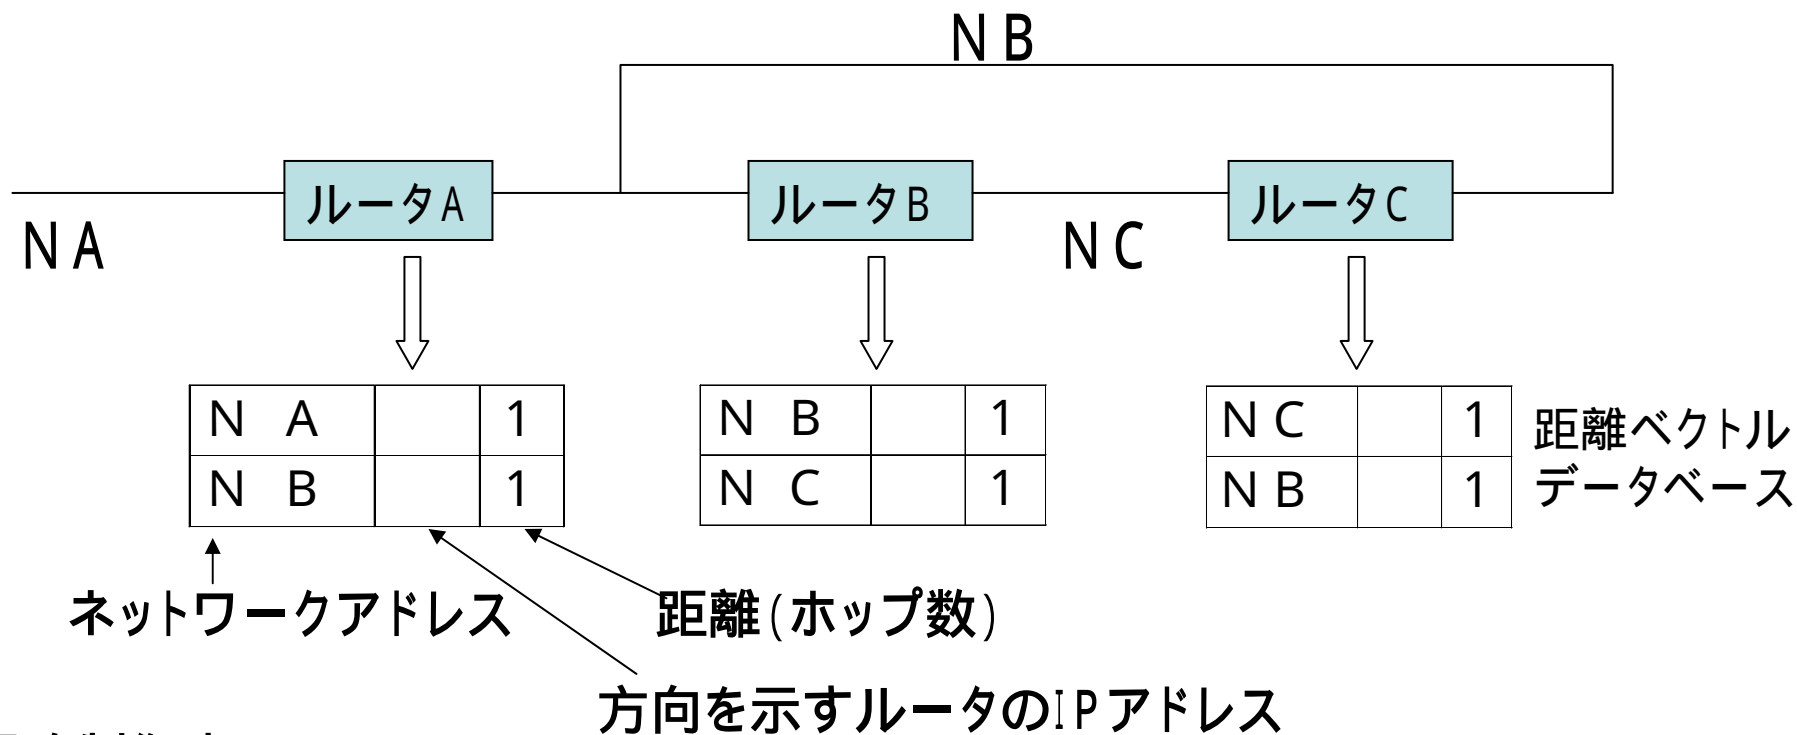 ＮＢ
ルータA
ルータB
ルータC
ＮＡ
ＮＣ
Ｎ Ａ 1
Ｎ Ｂ 1
Ｎ Ｂ 1
Ｎ Ｃ 1
ＮＣ 1
ＮＢ 1
距離ベクトル
データベース
ネットワークアドレス
距離(ホップ数)
方向を示すルータのIPアドレス